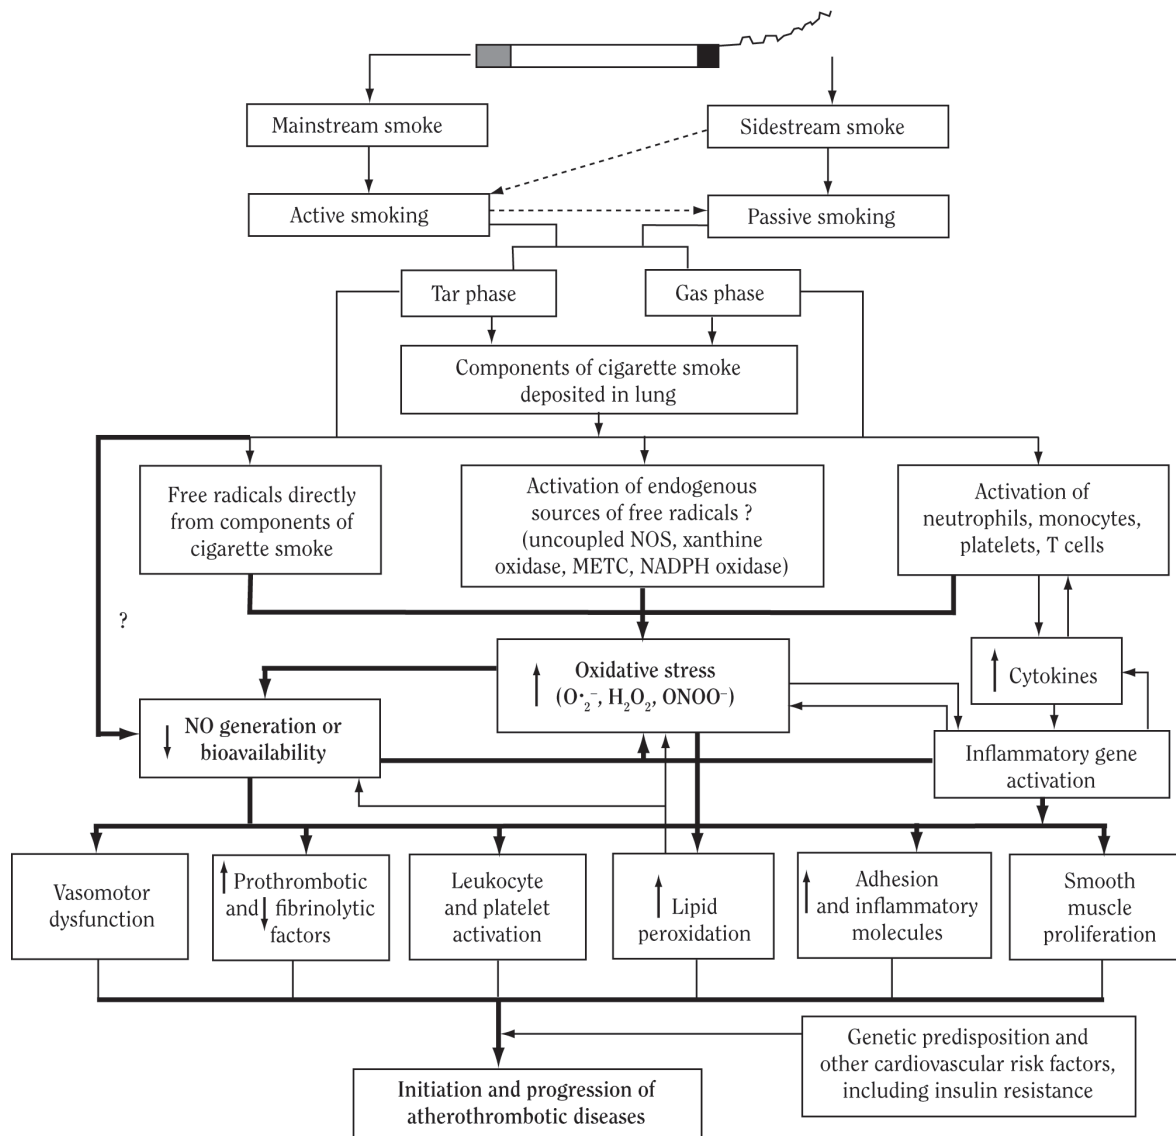 Mainstream smoke
Sidestream smoke
Active smoking
Passive smoking
Tar phase
Gas phase
Components of cigarette smoke
deposited in lung
Free radicals directly
from components of
cigarette smoke
Activation of endogenous
sources of free radicals ?
(uncoupled NOS, xanthine
oxidase, METC, NADPH oxidase)
Activation of
neutrophils, monocytes,
platelets, T cells
?
↑ Oxidative stress
(O•₂⁻, H₂O₂, ONOO⁻)
↑ Cytokines
↓ NO generation or
bioavailability
Inflammatory gene
activation
Vasomotor
dysfunction
↑ Prothrombotic
and ↓ fibrinolytic
factors
Leukocyte
and platelet
activation
↑ Lipid
peroxidation
↑ Adhesion
and inflammatory
molecules
Smooth
muscle
proliferation
Genetic predisposition and
other cardiovascular risk factors,
including insulin resistance
Initiation and progression of
atherothrombotic diseases